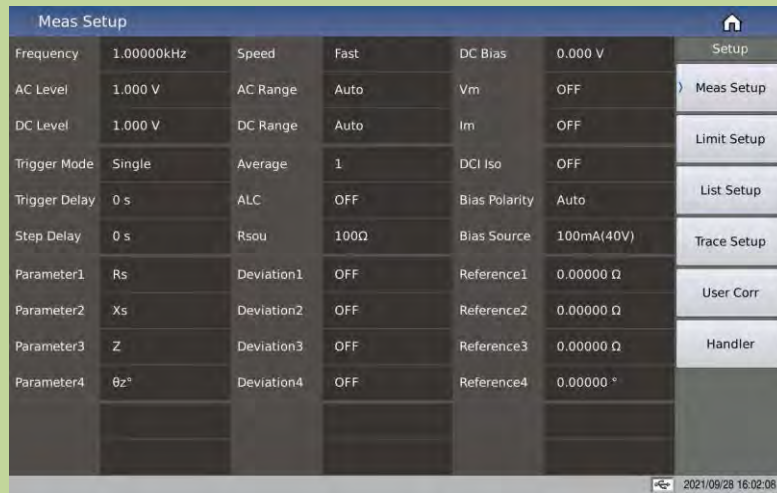 Meas Setup
Frequency 1.00000kHz Speed Fast DC Bias 0.000 V
AC Level 1.000 V AC Range Auto Vm OFF
DC Level 1.000 V DC Range Auto Im OFF
Trigger Mode Single Average 1 DCI Iso OFF
Trigger Delay 0 s ALC OFF Bias Polarity Auto
Step Delay 0 s Rsou 100Ω Bias Source 100mA(40V)
Parameter1 Rs Deviation1 OFF Reference1 0.00000 Ω
Parameter2 Xs Deviation2 OFF Reference2 0.00000 Ω
Parameter3 Z Deviation3 OFF Reference3 0.00000 Ω
Parameter4 θz° Deviation4 OFF Reference4 0.00000 °
Setup
Meas Setup
Limit Setup
List Setup
Trace Setup
User Corr
Handler
2021/09/28 16:02:08